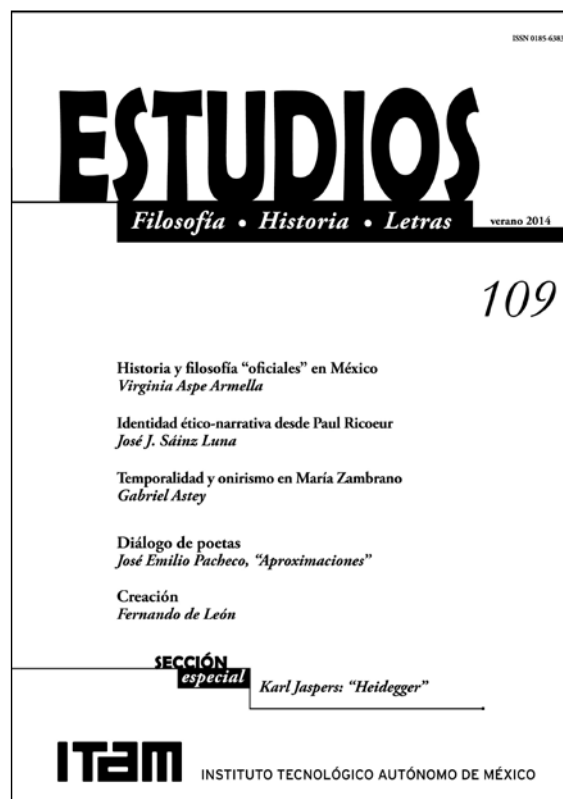 ISSN 0185-6383
ESTUDIOS
Filosofía • Historia • Letras
verano 2014
109
Historia y filosofía “oficiales” en México
Virginia Aspe Armella
Identidad ético-narrativa desde Paul Ricoeur
José J. Sáinz Luna
Temporalidad y onirismo en María Zambrano
Gabriel Astey
Diálogo de poetas
José Emilio Pacheco, “Aproximaciones”
Creación
Fernando de León
SECCIÓN
especial
Karl Jaspers: “Heidegger”
ITAM
INSTITUTO TECNOLÓGICO AUTÓNOMO DE MÉXICO